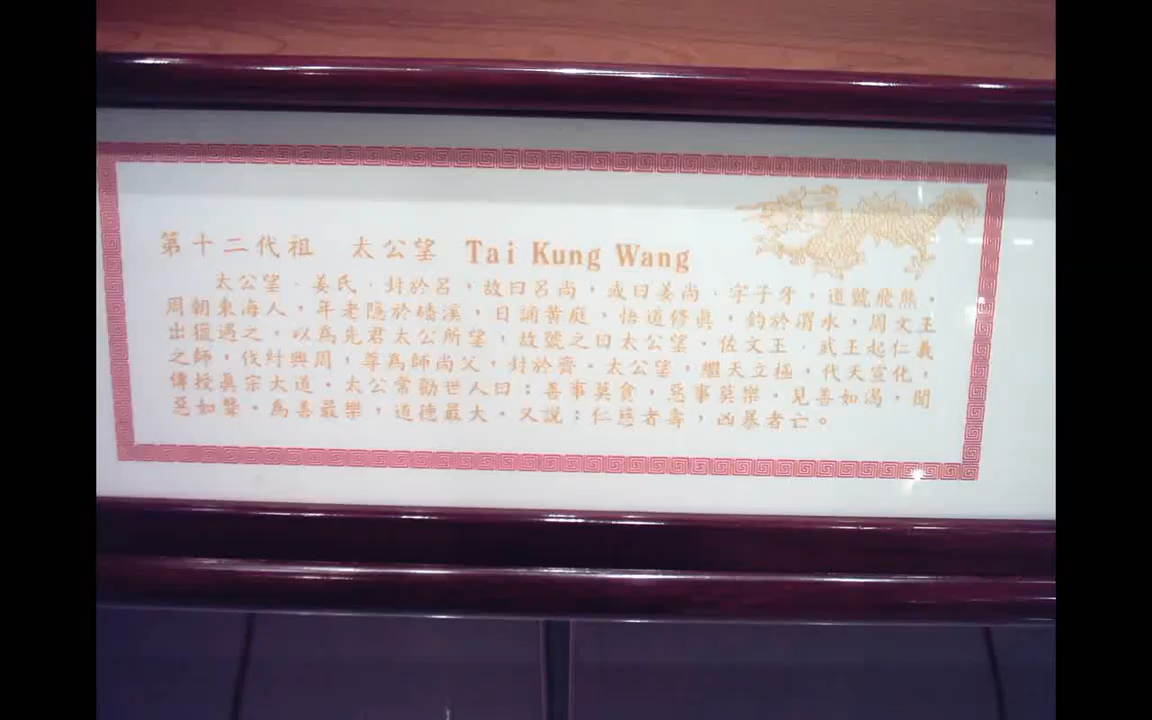 第十二代祖 太公望 Tai Kung Wang
太公望．姜氏．封於呂，故曰呂尚，或曰姜尚．字子牙，道號飛熊。
周朝東海人，年老隱於磻溪，日誦黃庭，悟道修眞，釣於渭水，周文王
出獵遇之，以為先君太公所望，故號之曰太公望。佐文王．武王起仁義
之師，伐紂興周，尊為師尚父，封於齊。太公望，繼天立極，代天宣化，
傳授眞宗大道。太公常勸世人曰：善事莫貪，惡事莫樂。見善如渴，聞
惡如聾。為善最樂，道德最大。又説：仁慈者壽，凶暴者亡。